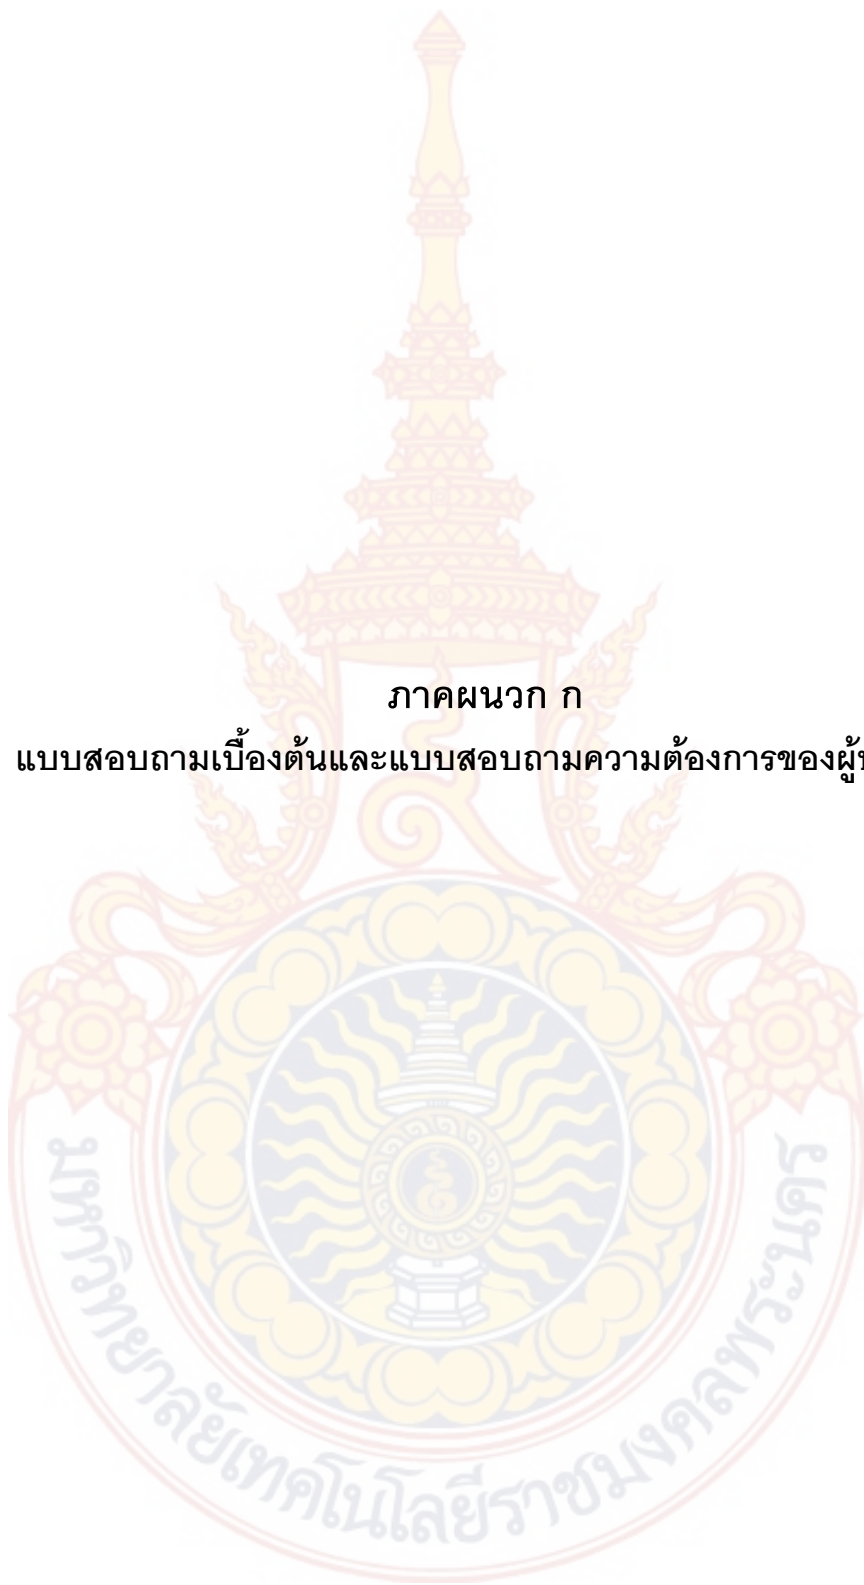 ภาคผนวก ก
แบบสอบถามเบื้องต้นและแบบสอบถามความต้องการของผู้
มหาวิทยาลัยเทคโนโลยีราชมงคลพระนคร